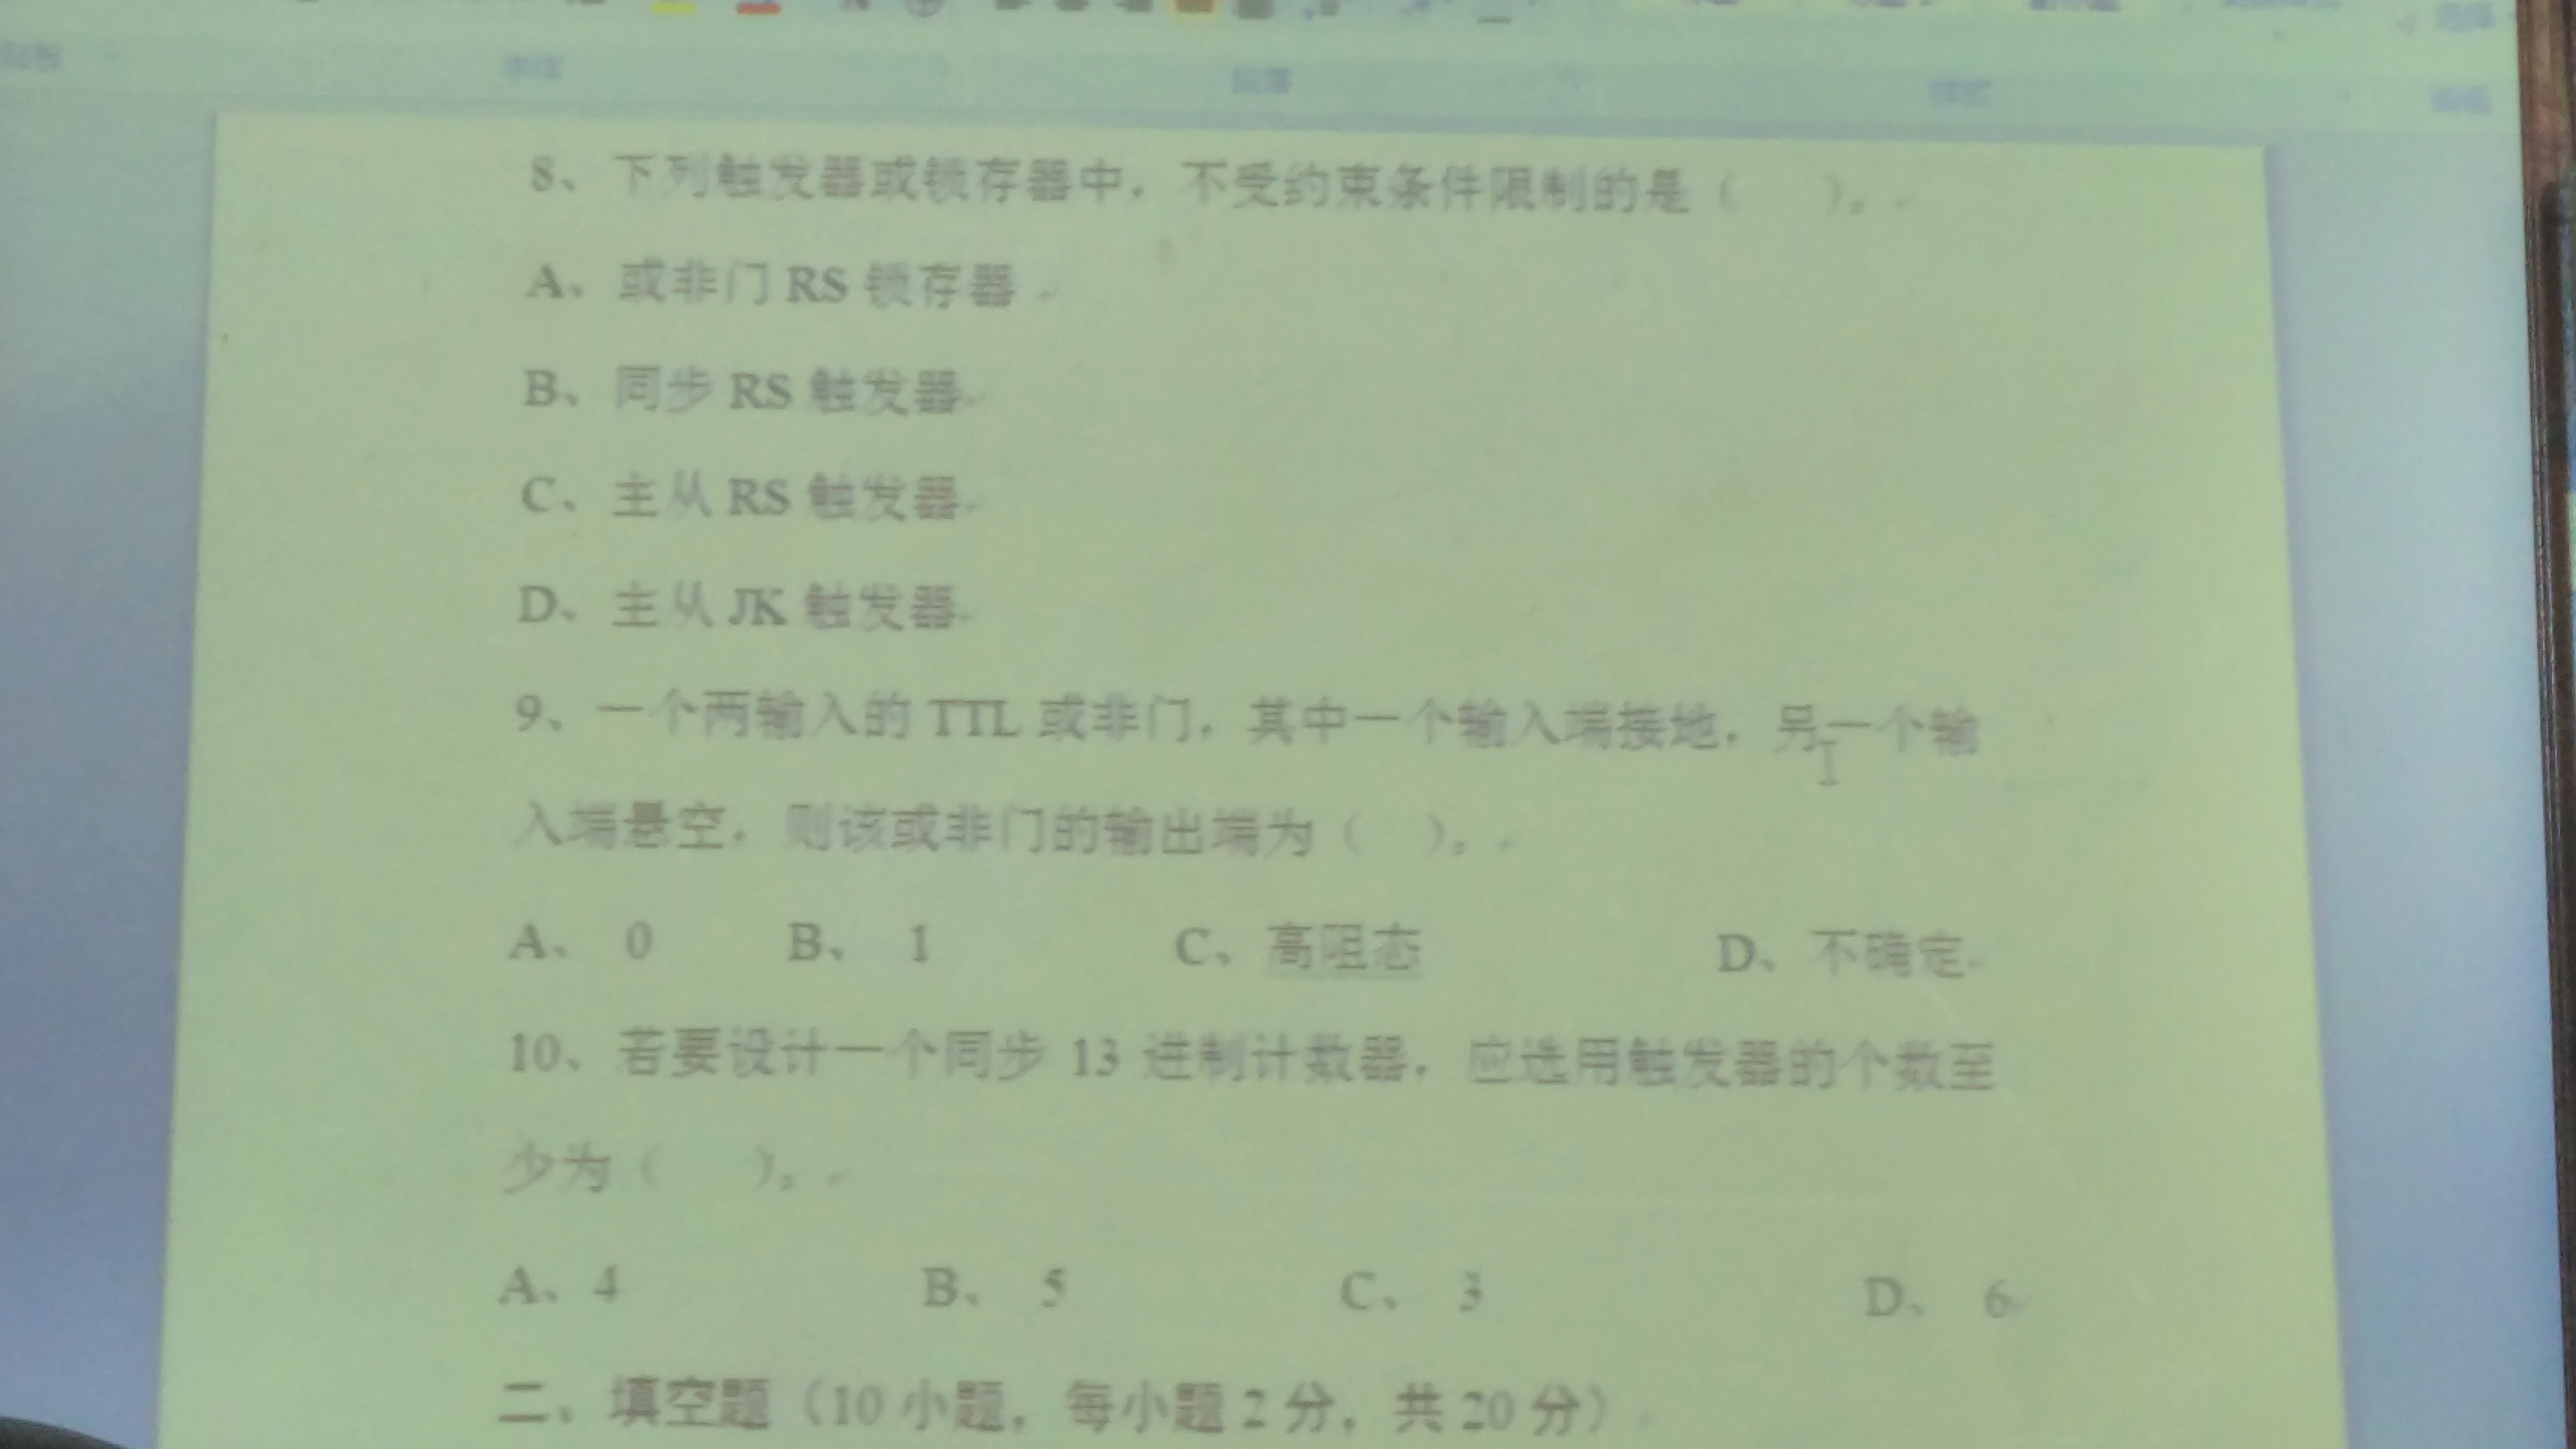 8、下列触发器或锁存器中，不受约束条件限制的是（ ）。
A、或非门 RS 锁存器
B、同步 RS 触发器
C、主从 RS 触发器
D、主从 JK 触发器
9、一个两输入的 TTL 或非门，其中一个输入端接地，另一个输
入端悬空，则该或非门的输出端为（ ）。
A、 0 B、 1 C、高阻态 D、不确定
10、若要设计一个同步 13 进制计数器，应选用触发器的个数至
少为（ ）。
A、4 B、 5 C、 3 D、 6
二、填空题（10 小题，每小题 2 分，共 20 分）